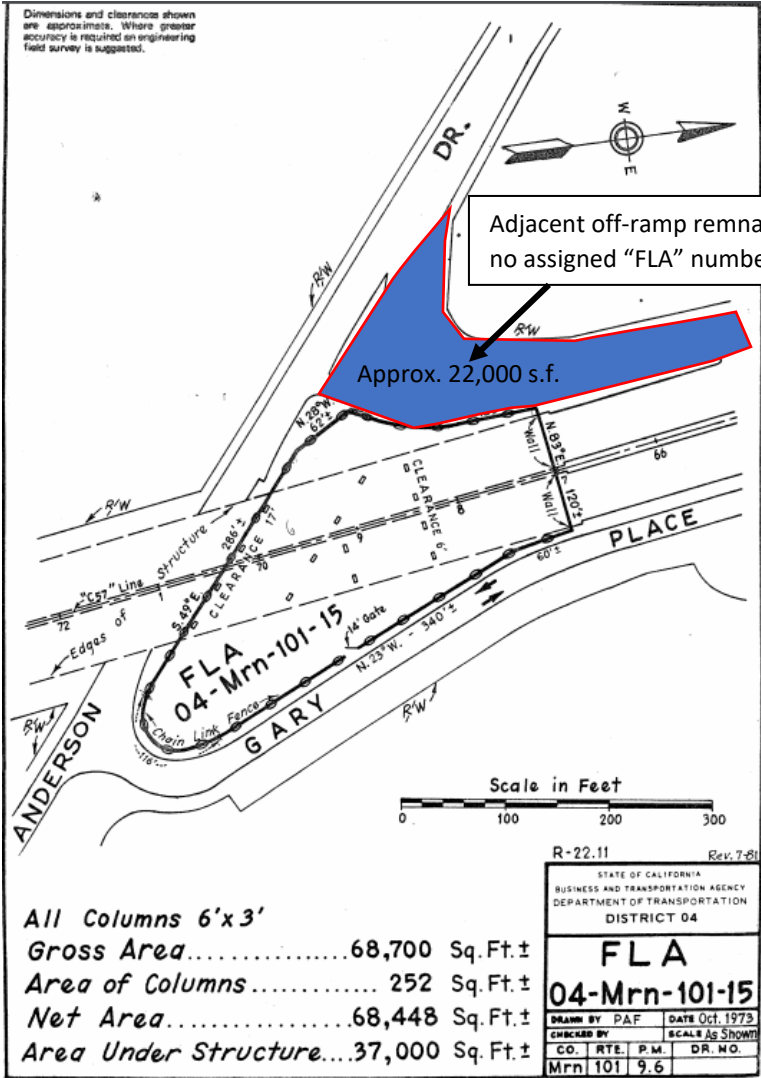 Dimensions and clearances shown
are approximate. Where greater
accuracy is required an engineering
field survey is suggested.
DR.
W
E
Adjacent off-ramp remna
no assigned "FLA" numbe
R/W
R/W
Approx. 22,000 s.f.
N. 28° W.
62'±
N. 83° E.
120'±
Wall
Wall
66
CLEARANCE 6'
8
9
70
1
72
R/W
Structure
286'±
S. 49° E.
CLEARANCE 17'
"C57" Line
Edges of
60'±
PLACE
14' Gate
N. 23° W. - 340'±
FLA
04-Mrn-101-15
Chain Link Fence
116'
GARY
R/W
R/W
ANDERSON
Scale in Feet
0 100 200 300
R-22.11 Rev. 7-81
STATE OF CALIFORNIA
BUSINESS AND TRANSPORTATION AGENCY
DEPARTMENT OF TRANSPORTATION
DISTRICT 04
FLA
04-Mrn-101-15
DRAWN BY PAF DATE Oct. 1973
CHECKED BY SCALE As Shown
CO. RTE. P.M. DR. NO.
Mrn 101 9.6
All Columns 6'x3'
Gross Area...............68,700 Sq. Ft. ±
Area of Columns............. 252 Sq. Ft. ±
Net Area...................68,448 Sq. Ft. ±
Area Under Structure....37,000 Sq. Ft. ±